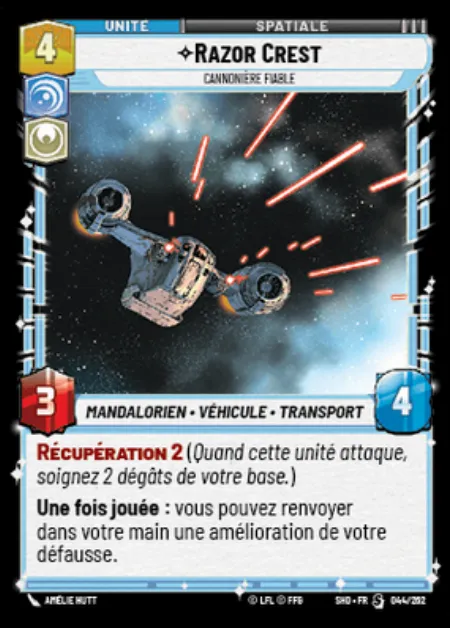 UNITÉ
SPATIALE
4
RAZOR CREST
CANNONIÈRE FIABLE
3
MANDALORIEN • VÉHICULE • TRANSPORT
4
RÉCUPÉRATION 2 (Quand cette unité attaque,
soignez 2 dégâts de votre base.)
Une fois jouée : vous pouvez renvoyer
dans votre main une amélioration de votre
défausse.
AMÉLIE HUTT
© LFL © FFG
SHD • FR
044/262